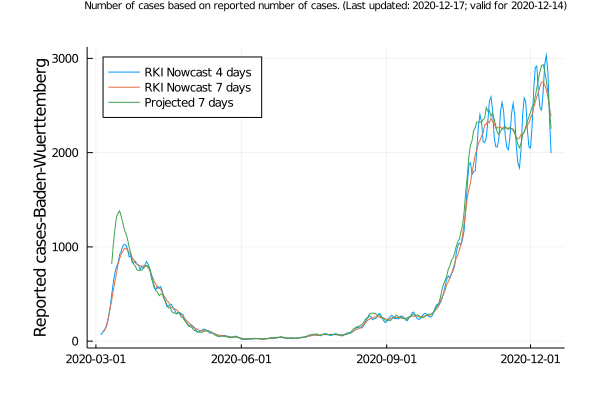 Number of cases based on reported number of cases. (Last updated: 2020-12-17; valid for 2020-12-14)
Reported cases-Baden-Wuerttemberg
3000
2000
1000
0
RKI Nowcast 4 days
RKI Nowcast 7 days
Projected 7 days
2020-03-01
2020-06-01
2020-09-01
2020-12-01